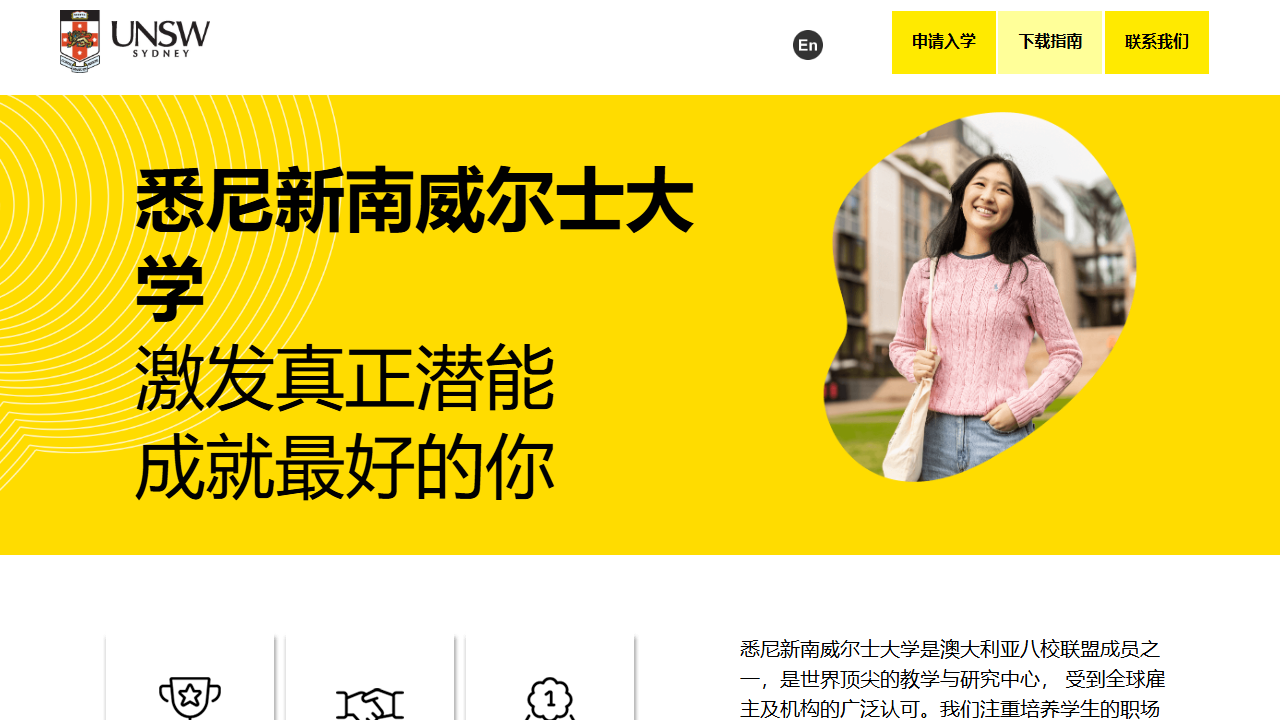 UNSW
SYDNEY
En
申请入学
下载指南
联系我们
悉尼新南威尔士大
学
激发真正潜能
成就最好的你
1
悉尼新南威尔士大学是澳大利亚八校联盟成员之
一，是世界顶尖的教学与研究中心， 受到全球雇
主及机构的广泛认可。我们注重培养学生的职场